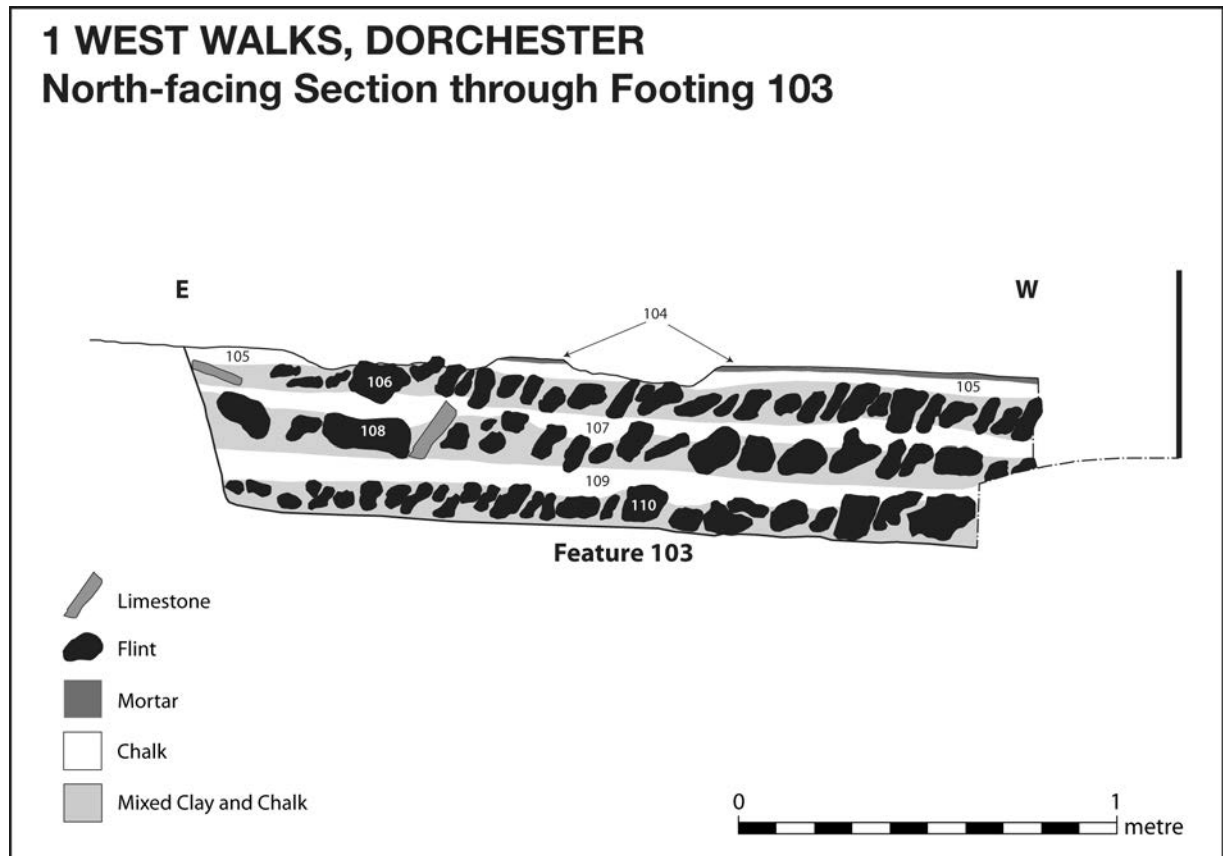 1 WEST WALKS, DORCHESTER
North-facing Section through Footing 103
E
W
104
105
105
106
107
108
109
110
Feature 103
Limestone
Flint
Mortar
Chalk
Mixed Clay and Chalk
0 1
metre